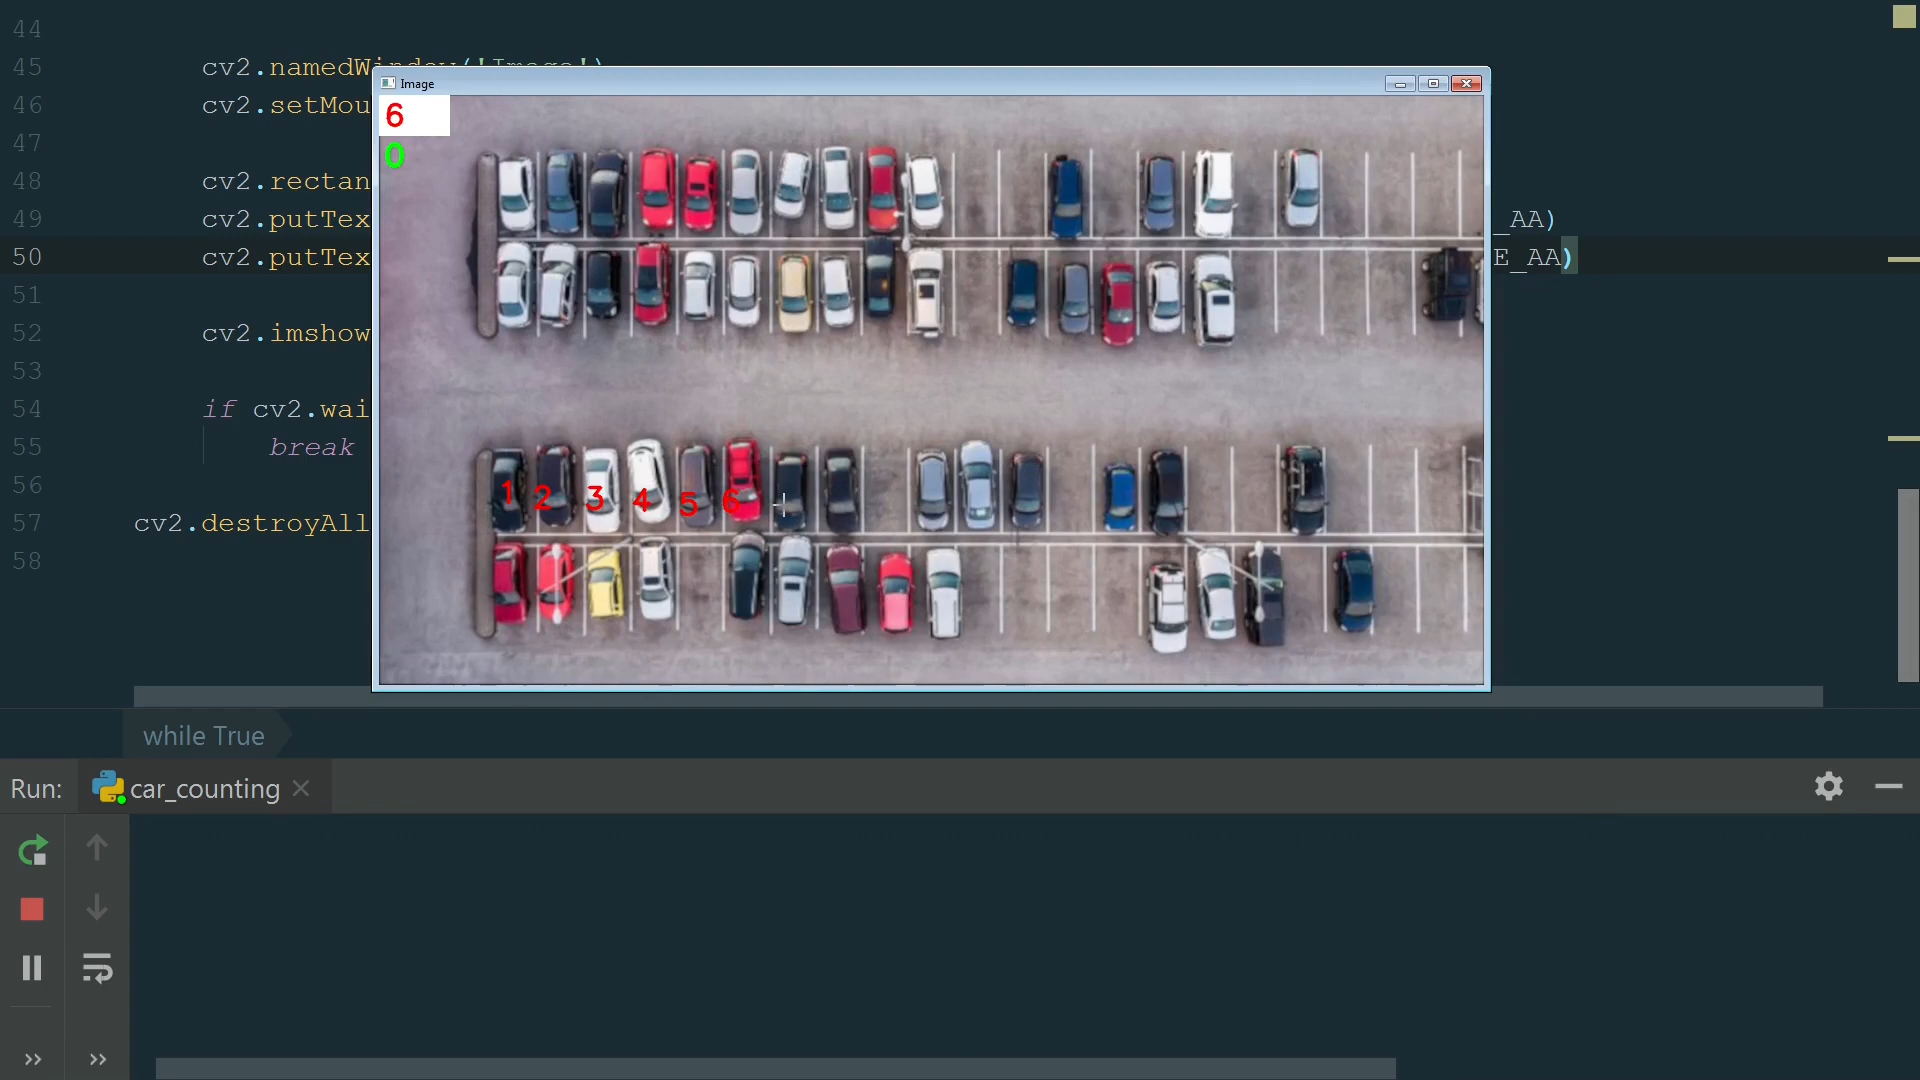 44
45 cv2.namedWindow('Image')
46 cv2.setMou
47
48 cv2.rectan
49 cv2.putTex _AA)
50 cv2.putTex E_AA)
51
52 cv2.imshow
53
54 if cv2.wai
55 break
56
57 cv2.destroyAll
58
Image
6
0
1 2 3 4 5 6
while True
Run: car_counting